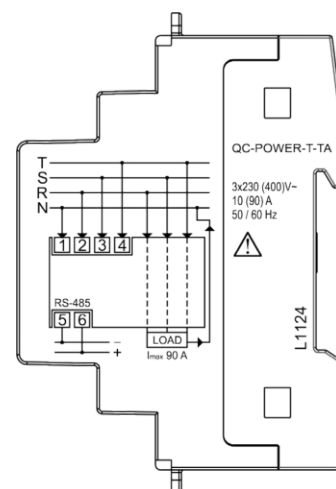 T
S
R
N
1 2 3 4
RS-485
5 6
−
+
LOAD
Imax 90 A
QC-POWER-T-TA
3x230 (400)V~
10 (90) A
50 / 60 Hz
L1124